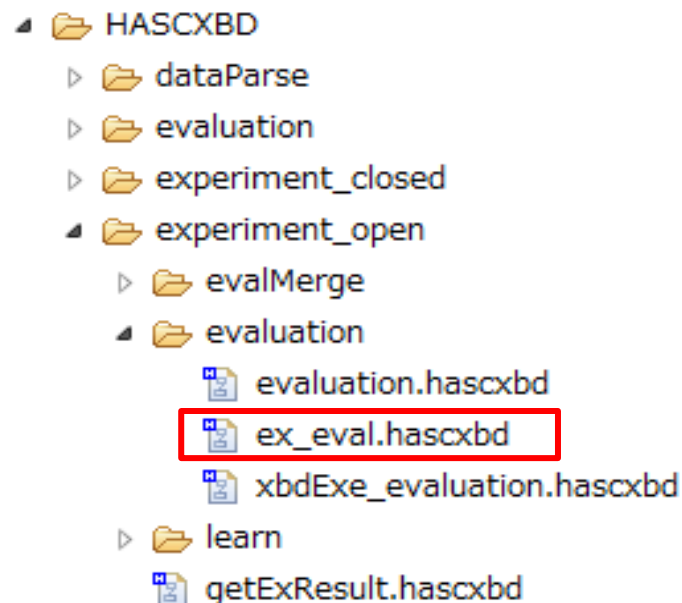 HASCXBD
dataParse
evaluation
experiment_closed
experiment_open
evalMerge
evaluation
evaluation.hascxbd
ex_eval.hascxbd
xbdExe_evaluation.hascxbd
learn
getExResult.hascxbd